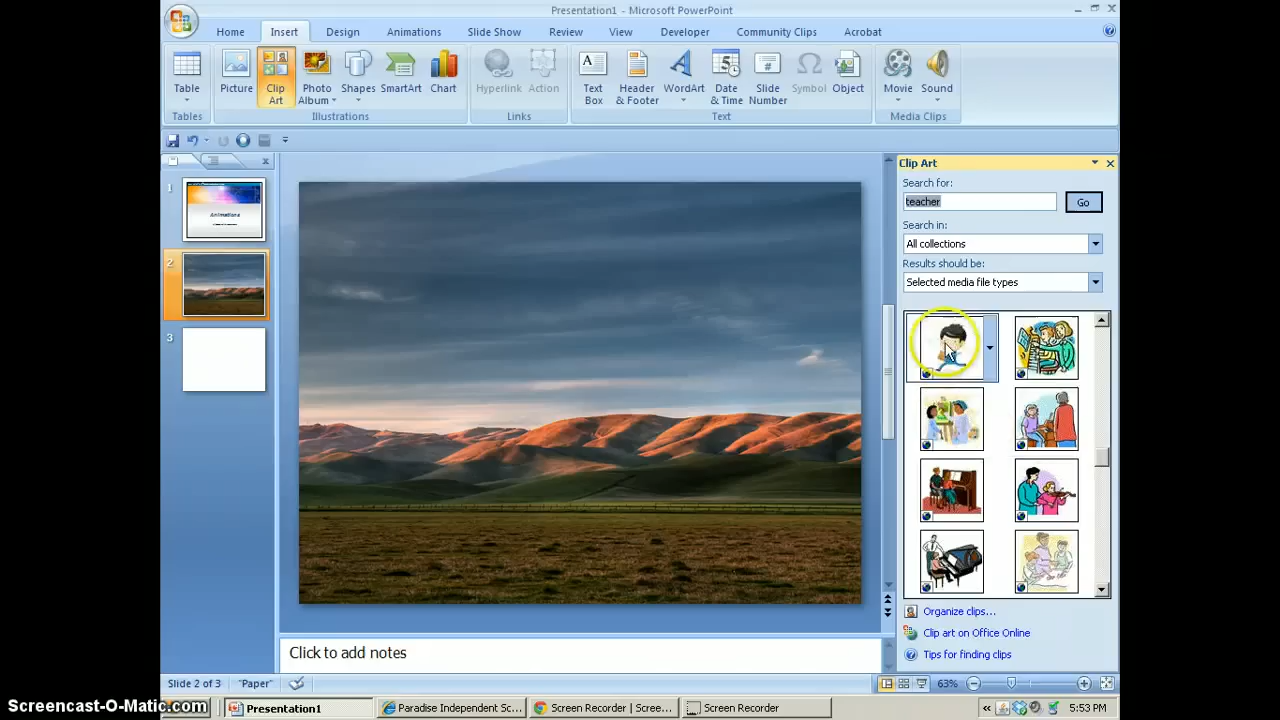 Presentation1 - Microsoft PowerPoint
Home Insert Design Animations Slide Show Review View Developer Community Clips Acrobat
Table
Picture
Clip Art
Photo Album
Shapes
SmartArt
Chart
Hyperlink
Action
Text Box
Header & Footer
WordArt
Date & Time
Slide Number
Symbol
Object
Movie
Sound
Tables Illustrations Links Text Media Clips
1
Animations
2
3
Clip Art
Search for:
teacher
Go
Search in:
All collections
Results should be:
Selected media file types
Organize clips...
Clip art on Office Online
Tips for finding clips
Click to add notes
Slide 2 of 3 "Paper" 63%
Screencast-O-Matic.com
Presentation1 Paradise Independent Sc... Screen Recorder | Scree... Screen Recorder 5:53 PM